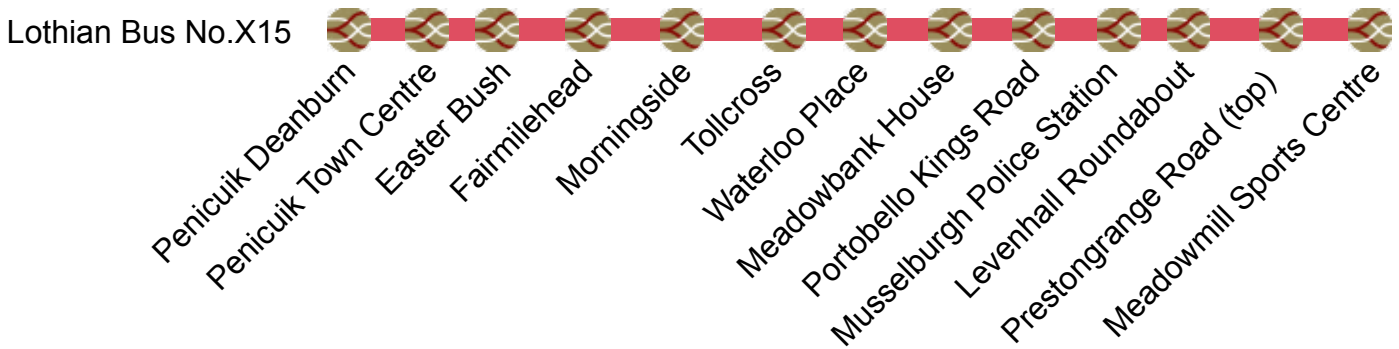 Lothian Bus No.X15
Penicuik Deanburn
Penicuik Town Centre
Easter Bush
Fairmilehead
Morningside
Tollcross
Waterloo Place
Meadowbank House
Portobello Kings Road
Musselburgh Police Station
Levenhall Roundabout
Prestongrange Road (top)
Meadowmill Sports Centre